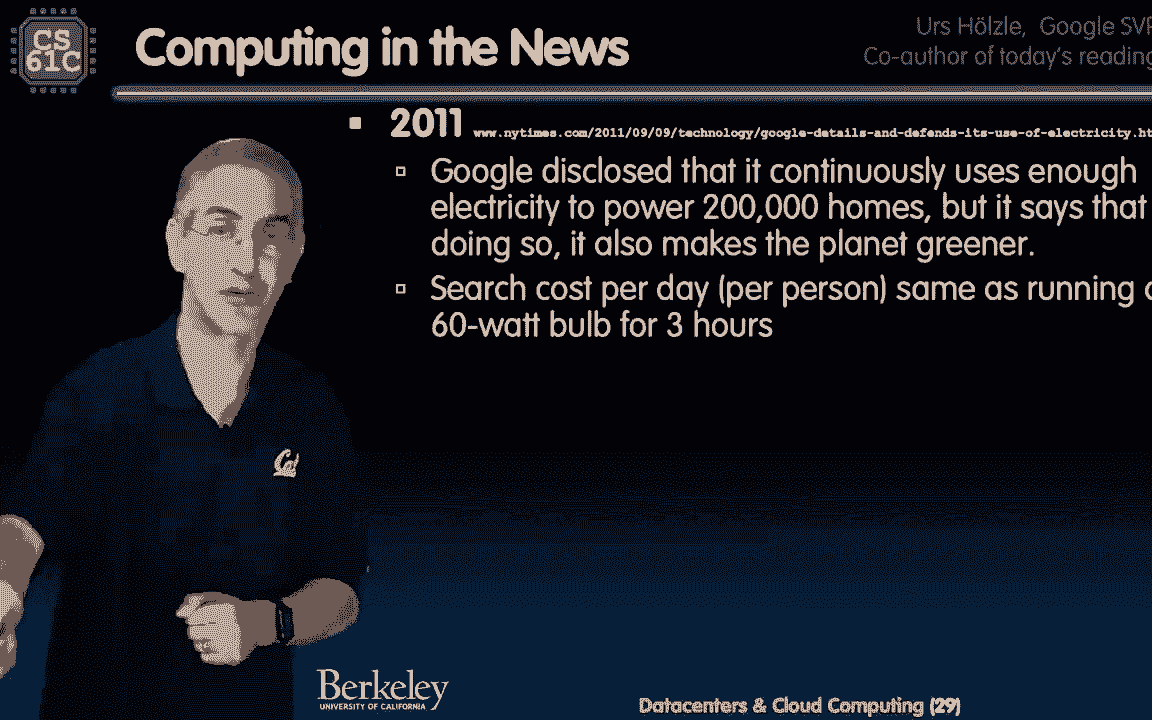 CS
61C
Computing in the News
Urs Hölzle, Google SVP
Co-author of today's reading
2011 www.nytimes.com/2011/09/09/technology/google-details-and-defends-its-use-of-electricity.ht
Google disclosed that it continuously uses enough
electricity to power 200,000 homes, but it says that
doing so, it also makes the planet greener.
Search cost per day (per person) same as running
60-watt bulb for 3 hours
Cal
Berkeley
UNIVERSITY OF CALIFORNIA
Datacenters & Cloud Computing (29)